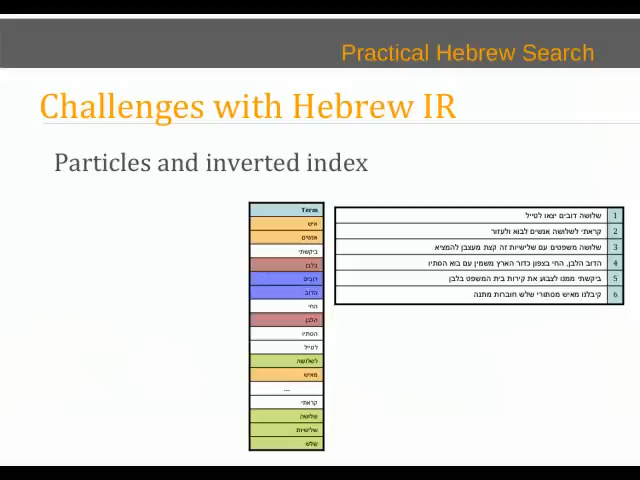 Practical Hebrew Search
Challenges with Hebrew IR
Particles and inverted index
Term
איש
אנשים
ביקשתי
בלבן
דובים
הדוב
החי
הלבן
הסתיו
לטייל
לשלושה
מאיש
...
קראתי
שלושה
שלישיות
שלש
שלושה דובים יצאו לטייל 1
קראתי לשלושה אנשים לבוא ולעזור 2
שלושה משפטים עם שלישיות זה קצת מעצבן להמציא 3
הדוב הלבן, החי בצפון כדור הארץ משמין עם בוא הסתיו 4
ביקשתי ממנו לצבוע את קירות בית המשפט בלבן 5
קיבלנו מאיש מסתורי שלש חוברות מתנה 6